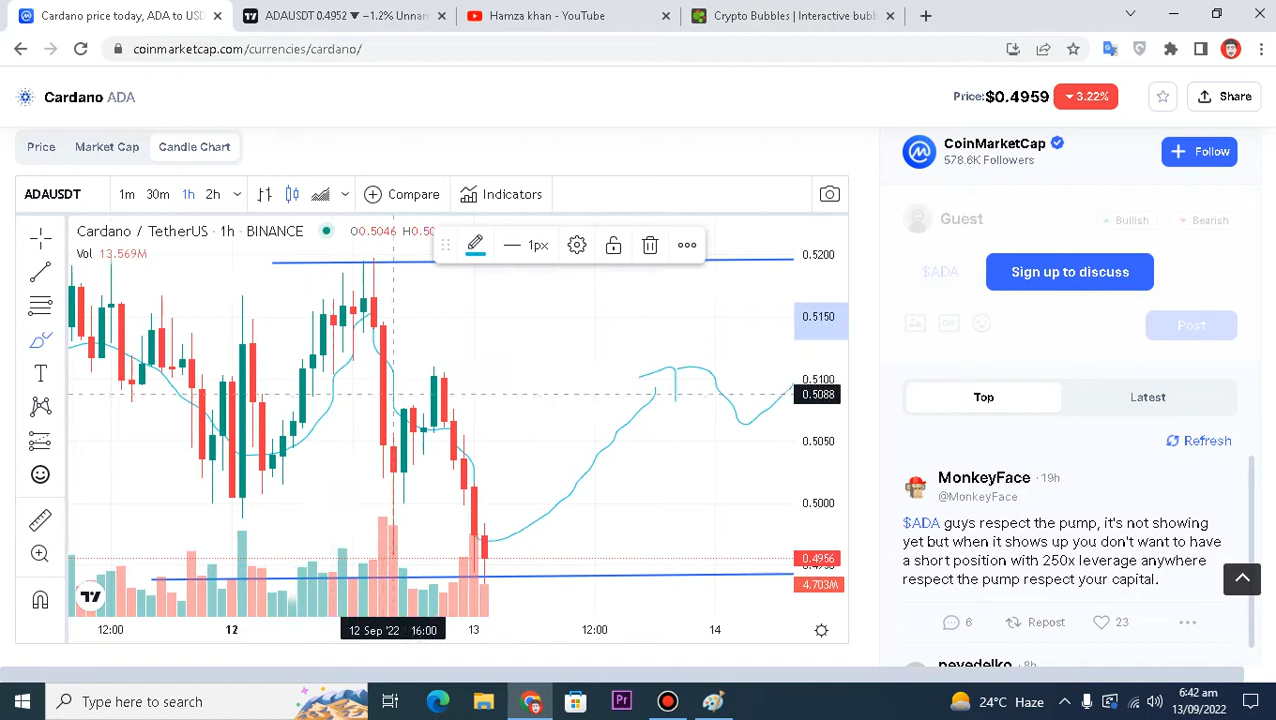 Cardano price today, ADA to USD
ADAUSDT 0.4952 ▼ −1.2% Unnar
Hamza khan - YouTube
Crypto Bubbles | Interactive bubb
coinmarketcap.com/currencies/cardano/
Cardano ADA
Price: $0.4959 3.22%
Share
Price Market Cap Candle Chart
CoinMarketCap
578.6K Followers
Follow
ADAUSDT 1m 30m 1h 2h Compare Indicators
Guest
Bullish Bearish
Cardano / TetherUS · 1h · BINANCE O0.5046
1px
Vol 13.569M
$ADA Sign up to discuss
GIF
Post
0.5200
0.5150
0.5100
0.5088
0.5050
0.5000
0.4956
4.703M
Top Latest
Refresh
MonkeyFace · 19h
@MonkeyFace
$ADA guys respect the pump, it's not showing
yet but when it shows up you don't want to have
a short position with 250x leverage anywhere
respect the pump respect your capital.
6 Repost 23
12:00 12 12 Sep '22 16:00 13 12:00 14
Type here to search
24°C Haze
6:42 am
13/09/2022
Pr